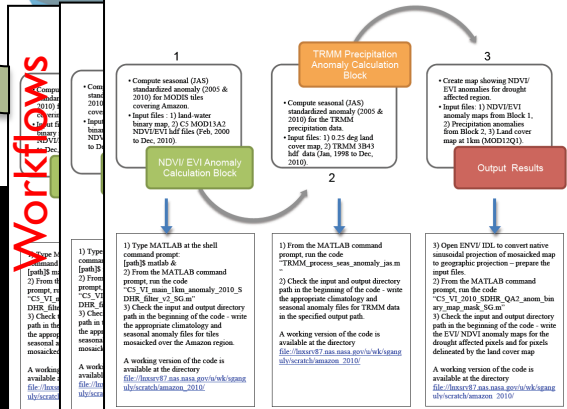 Workflows
1
• Compute seasonal (JAS)
standardized anomaly (2005 &
2010) for MODIS tiles
covering Amazon.
• Input files : 1) land-water
binary map, 2) C5 MOD13A2
NDVI/EVI hdf files (Feb, 2000
to Dec, 2010).
NDVI/ EVI Anomaly
Calculation Block
1) Type MATLAB at the shell
command prompt:
[path]$ matlab &
2) From the MATLAB command
prompt, run the code
"C5_VI_main_1km_anomaly_2010_S
DHR_filter_v2_SG.m"
3) Check the input and output directory
path in the beginning of the code - write
the appropriate climatology and
seasonal anomaly files for tiles
mosaicked over the Amazon region.
A working version of the code is
available at the directory
file://lnxsrv87.nas.nasa.gov/u/wk/sgang
uly/scratch/amazon_2010/
TRMM Precipitation
Anomaly Calculation
Block
• Compute seasonal (JAS)
standardized anomaly (2005 &
2010) for the TRMM
precipitation data.
• Input files: 1) 0.25 deg land
cover map, 2) TRMM 3B43
hdf data (Jan, 1998 to Dec,
2010).
2
1) From the MATLAB command
prompt, run the code
"TRMM_process_seas_anomaly_jas.m
"
2) Check the input and output directory
path in the beginning of the code - write
the appropriate climatology and
seasonal anomaly files for TRMM data
in the specified output path.
A working version of the code is
available at the directory
file://lnxsrv87.nas.nasa.gov/u/wk/sgang
uly/scratch/amazon_2010/
3
• Create map showing NDVI/
EVI anomalies for drought
affected region.
• Input files: 1) NDVI/EVI
anomaly maps from Block 1,
2) Precipitation anomalies
from Block 2, 3) Land cover
map at 1km (MOD12Q1).
Output Results
3) Open ENVI/ IDL to convert native
sinusoidal projection of mosaicked map
to geographic projection – prepare the
input files.
2) From the MATLAB command
prompt, run the code
"C5_VI_2010_SDHR_QA2_anom_bin
ary_map_mask_SG.m"
3) Check the input and output directory
path in the beginning of the code - write
the EVI/ NDVI anomaly maps for the
drought affected pixels and for pixels
delineated by the land cover map
A working version of the code is
available at the directory
file://lnxsrv87.nas.nasa.gov/u/wk/sgang
uly/scratch/amazon_2010/